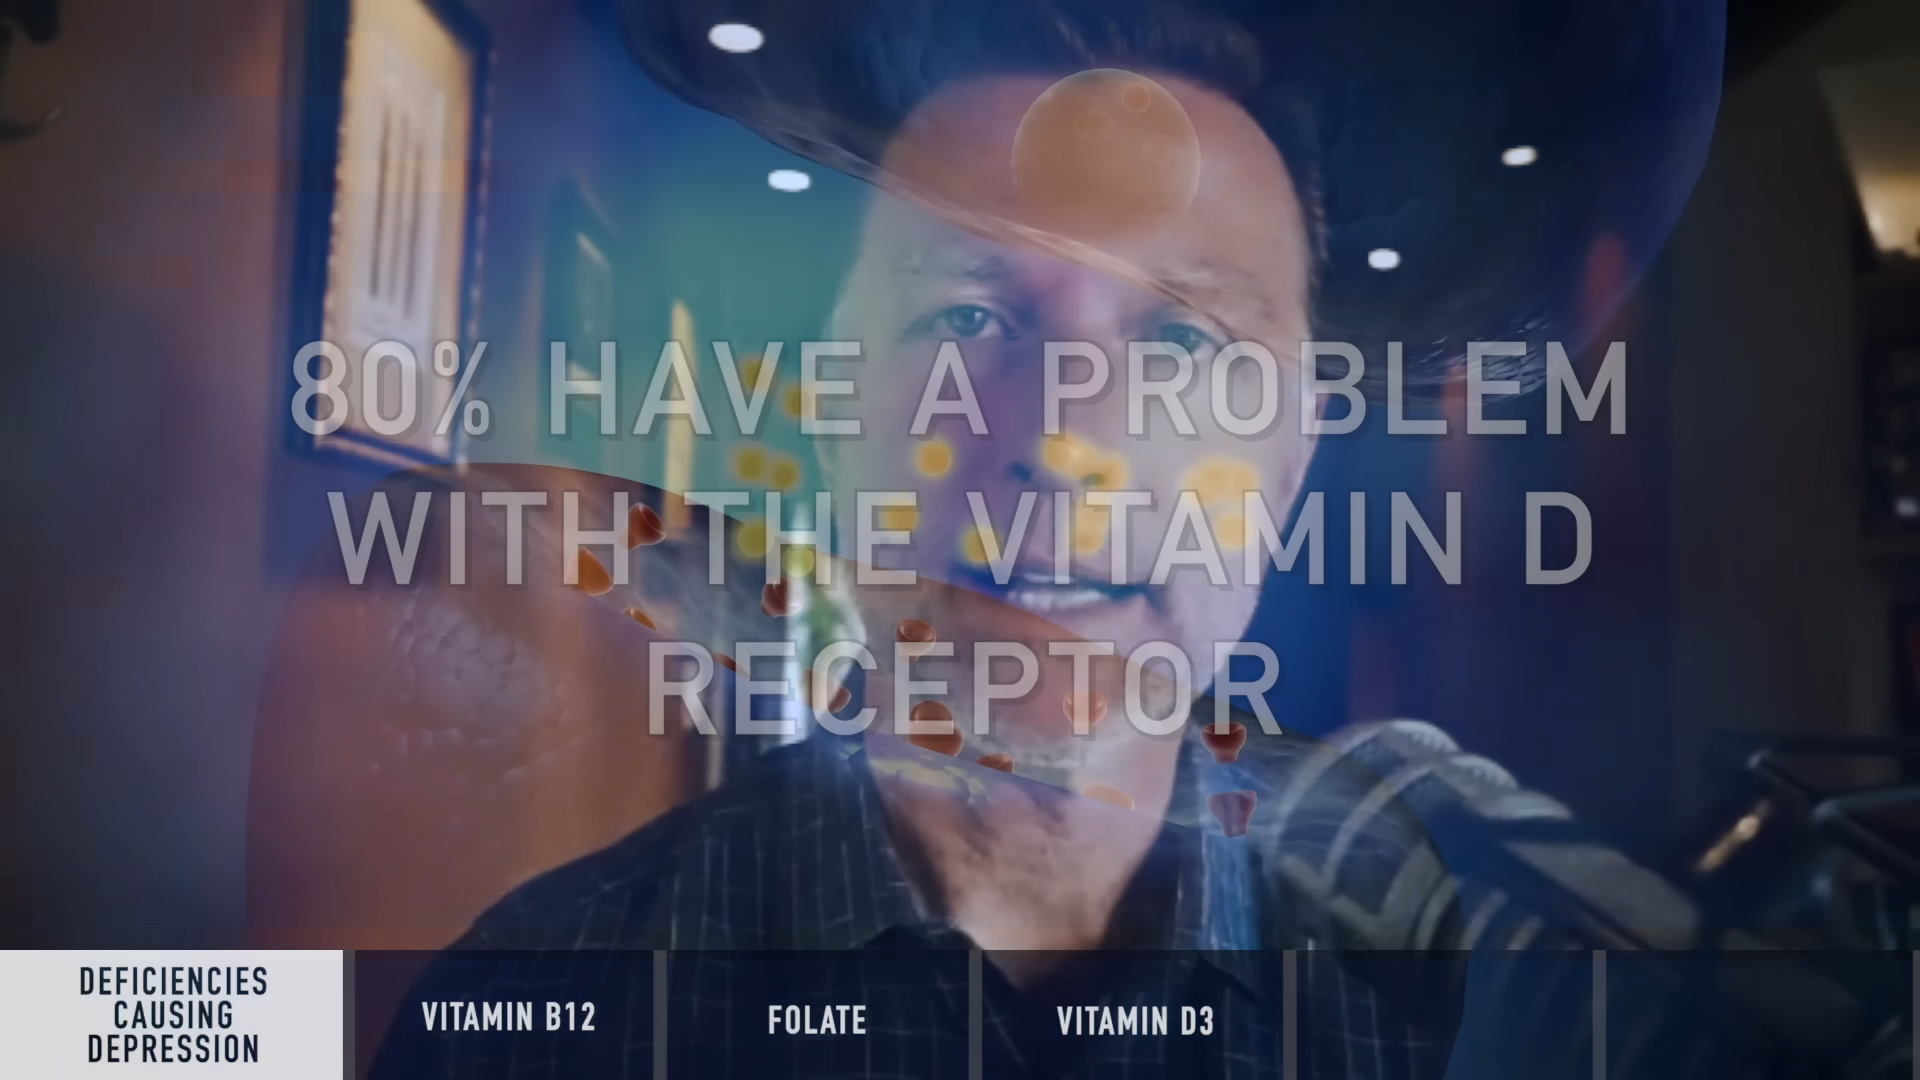 80% HAVE A PROBLEM
WITH THE VITAMIN D
RECEPTOR
DEFICIENCIES
CAUSING
DEPRESSION
VITAMIN B12
FOLATE
VITAMIN D3